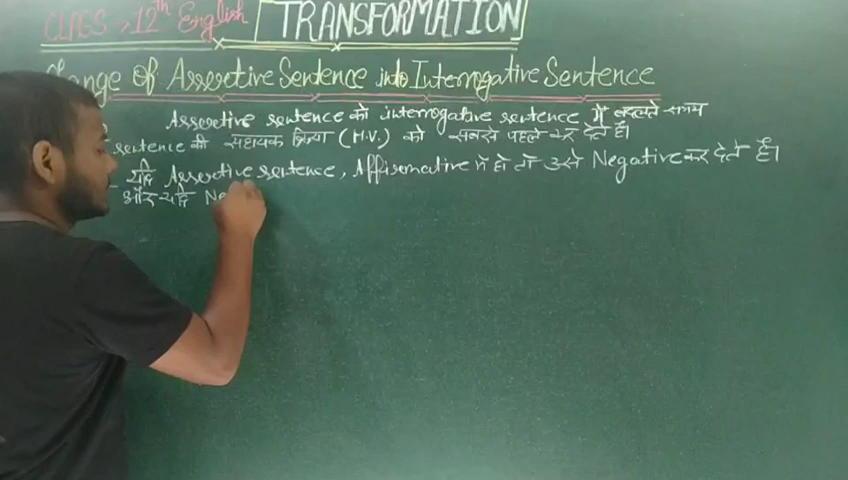 CLASS , 12th English TRANSFORMATION
Change of Assertive Sentence into Interrogative Sentence
Assertive sentence को interrogative sentence में बदलते समय
sentence की सहायक क्रिया (H.V.) को सबसे पहले कर देते हैं।
यदि Assertive sentence, Affirmative में हो तो उसे Negative कर देते हैं।
और यदि Ne